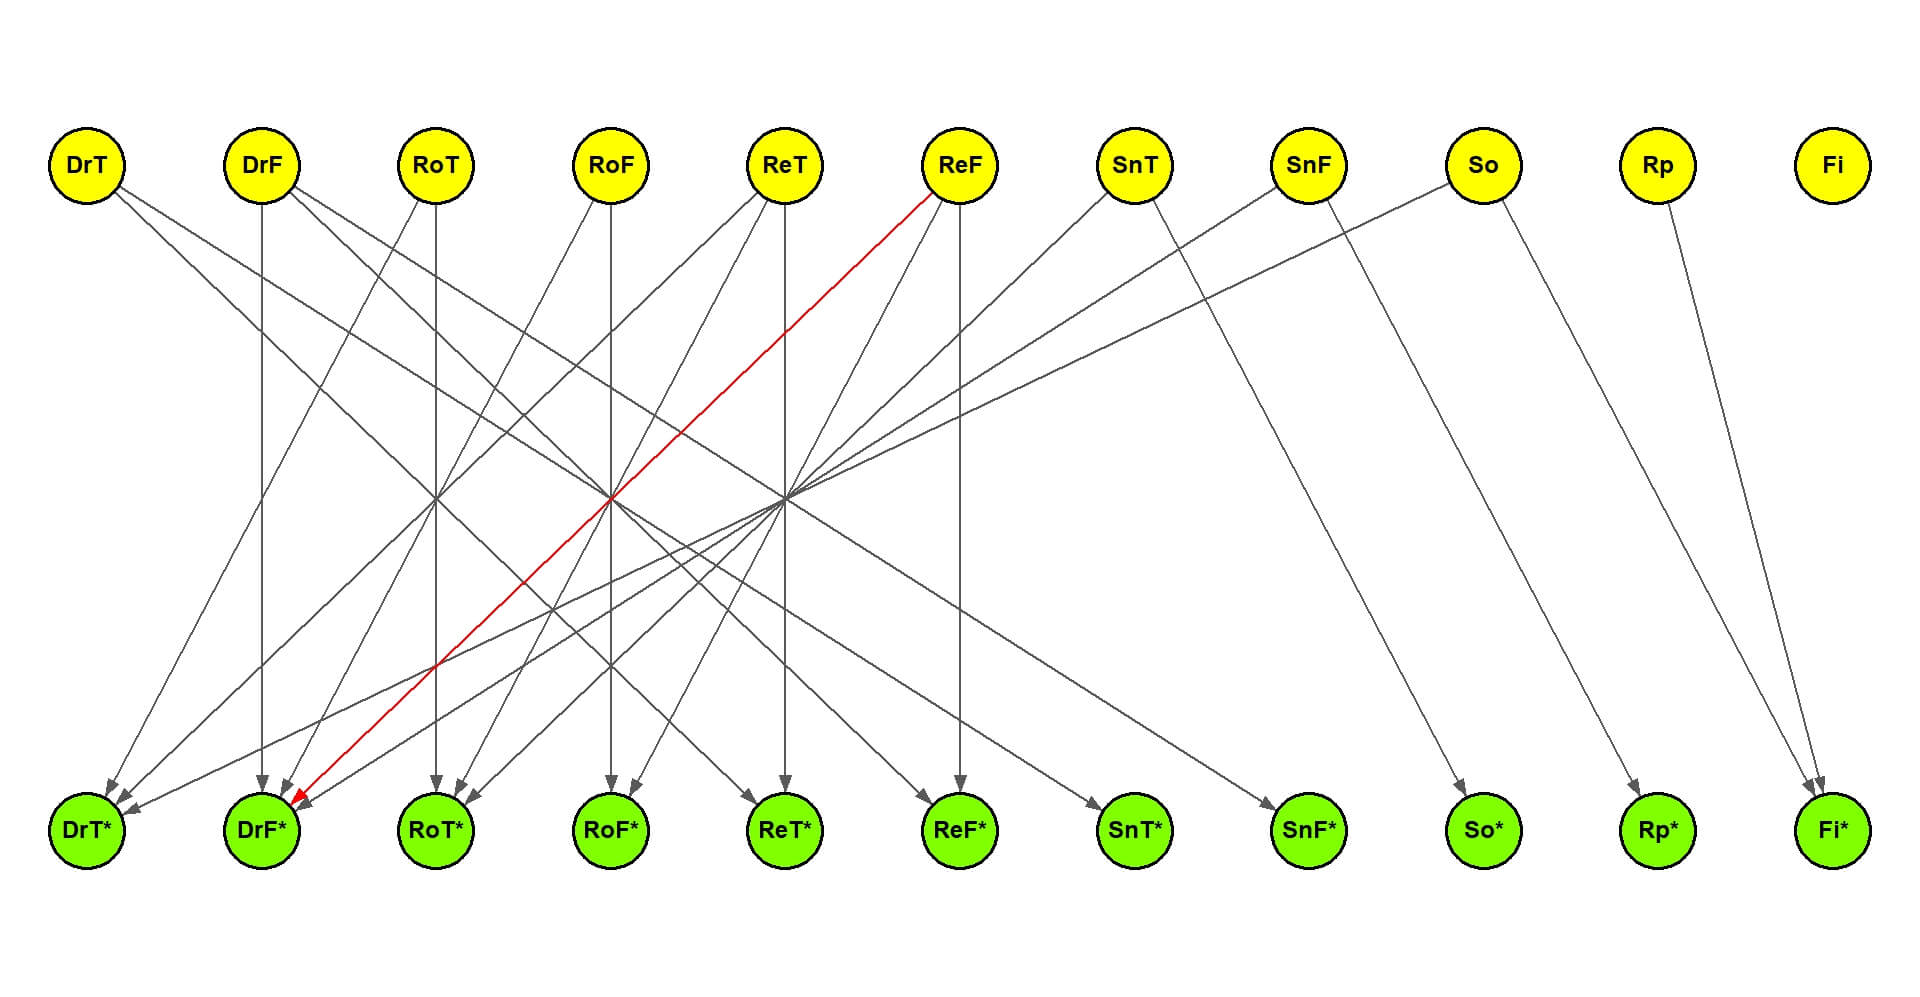 DrT DrF RoT RoF ReT ReF SnT SnF So Rp Fi
DrT* DrF* RoT* RoF* ReT* ReF* SnT* SnF* So* Rp* Fi*